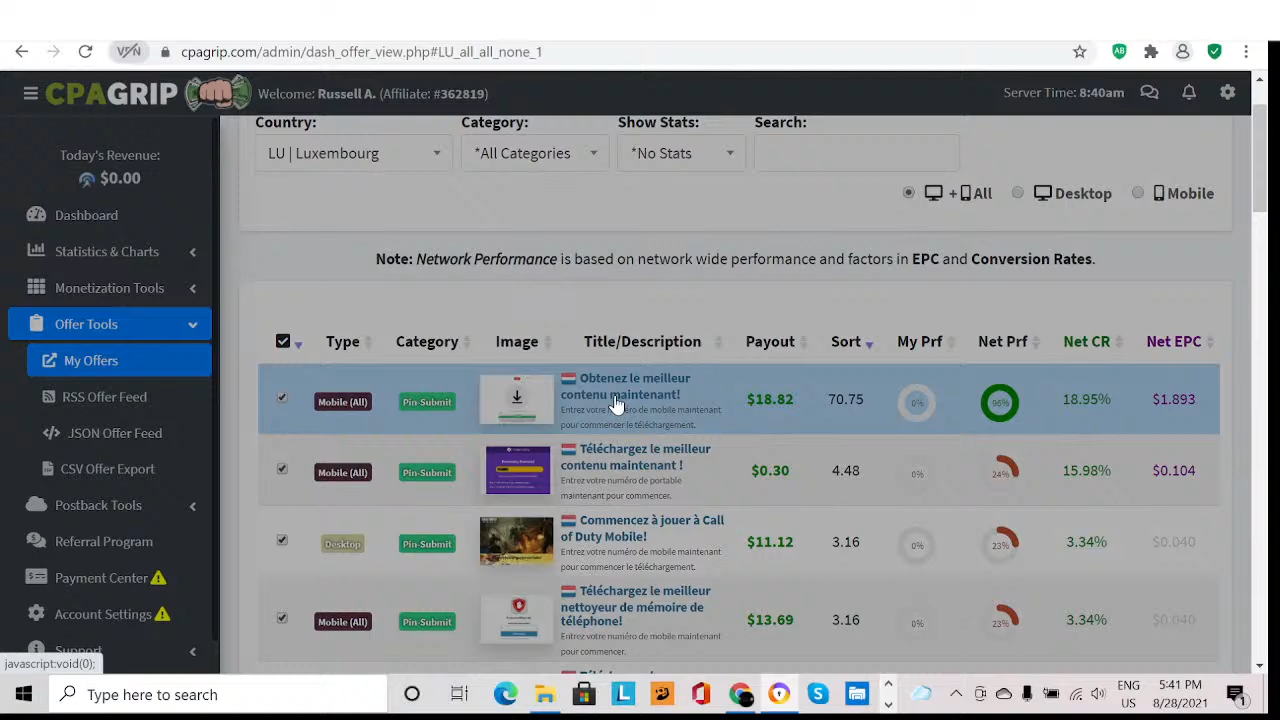 VPN
cpagrip.com/admin/dash_offer_view.php#LU_all_all_none_1
CPAGRIP
Welcome: Russell A. (Affiliate: #362819)
Server Time: 8:40am
Today's Revenue:
$0.00
Dashboard
Statistics & Charts
Monetization Tools
Offer Tools
My Offers
RSS Offer Feed
JSON Offer Feed
CSV Offer Export
Postback Tools
Referral Program
Payment Center
Account Settings
Support
Country: Category: Show Stats: Search:
LU | Luxembourg *All Categories *No Stats
+ All Desktop Mobile
Note: Network Performance is based on network wide performance and factors in EPC and Conversion Rates.
Type Category Image Title/Description Payout Sort My Prf Net Prf Net CR Net EPC
Obtenez le meilleur
contenu maintenant!
Entrez votre numéro de mobile maintenant
pour commencer le téléchargement.
Mobile (All) Pin-Submit $18.82 70.75 0% 96% 18.95% $1.893
Téléchargez le meilleur
contenu maintenant !
Entrez votre numéro de portable
maintenant pour commencer.
Mobile (All) Pin-Submit $0.30 4.48 0% 24% 15.98% $0.104
Commencez à jouer à Call
of Duty Mobile!
Entrez votre numéro de mobile maintenant
pour commencer le téléchargement.
Desktop Pin-Submit $11.12 3.16 0% 23% 3.34% $0.040
Téléchargez le meilleur
nettoyeur de mémoire de
téléphone!
Entrez votre numéro de mobile maintenant
pour commencer.
Mobile (All) Pin-Submit $13.69 3.16 0% 23% 3.34% $0.040
javascript:void(0);
Type here to search
ENG
US
5:41 PM
8/28/2021